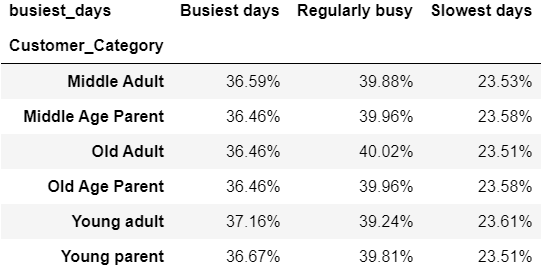 busiest_days Busiest days Regularly busy Slowest days
Customer_Category
Middle Adult 36.59% 39.88% 23.53%
Middle Age Parent 36.46% 39.96% 23.58%
Old Adult 36.46% 40.02% 23.51%
Old Age Parent 36.46% 39.96% 23.58%
Young adult 37.16% 39.24% 23.61%
Young parent 36.67% 39.81% 23.51%